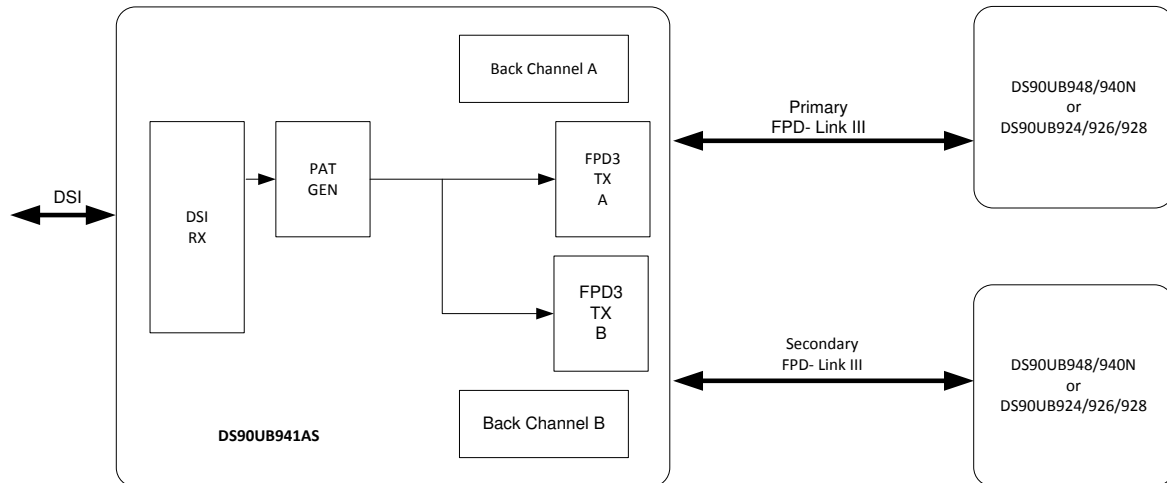 Back Channel A
DSI
DSI
RX
PAT
GEN
FPD3
TX
A
FPD3
TX
B
Back Channel B
DS90UB941AS
Primary
FPD- Link III
DS90UB948/940N
or
DS90UB924/926/928
Secondary
FPD- Link III
DS90UB948/940N
or
DS90UB924/926/928